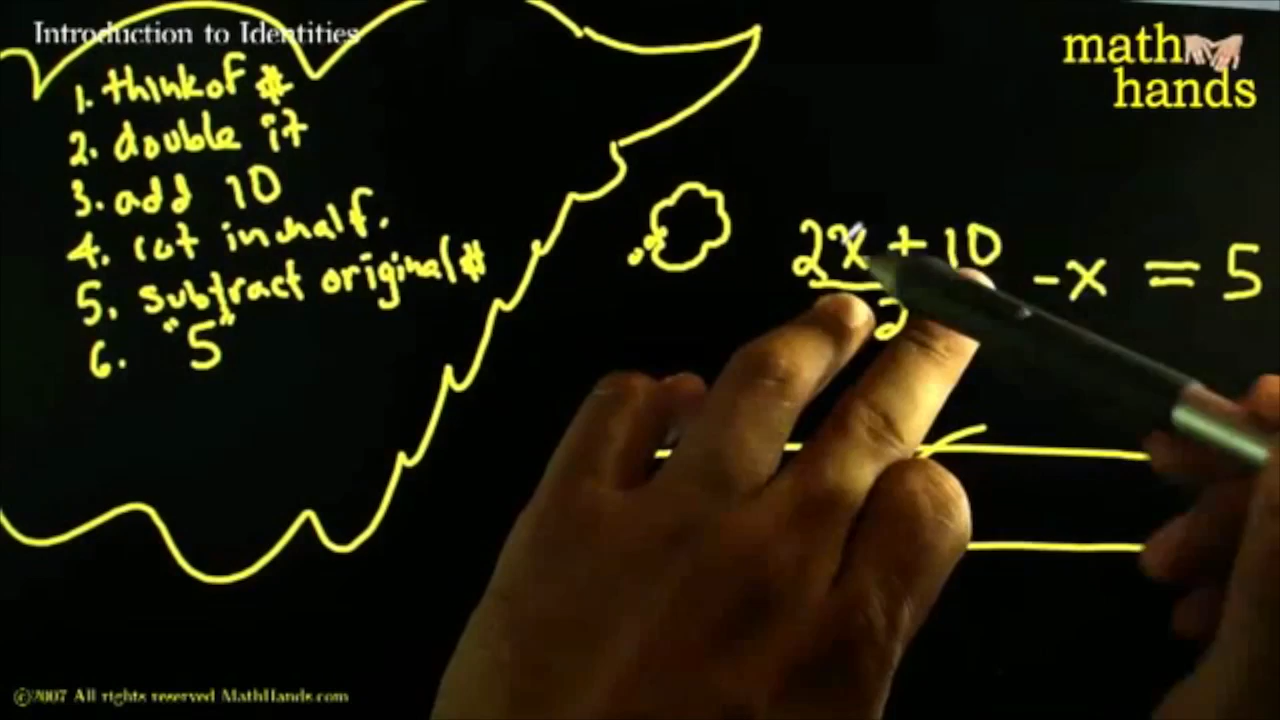 Introduction to Identities
math
hands
1. think of #
2. double it
3. add 10
4. cut in half.
5. subtract original #
6. "5"
2x + 10
2
-x = 5
©2007 All rights reserved MathHands.com